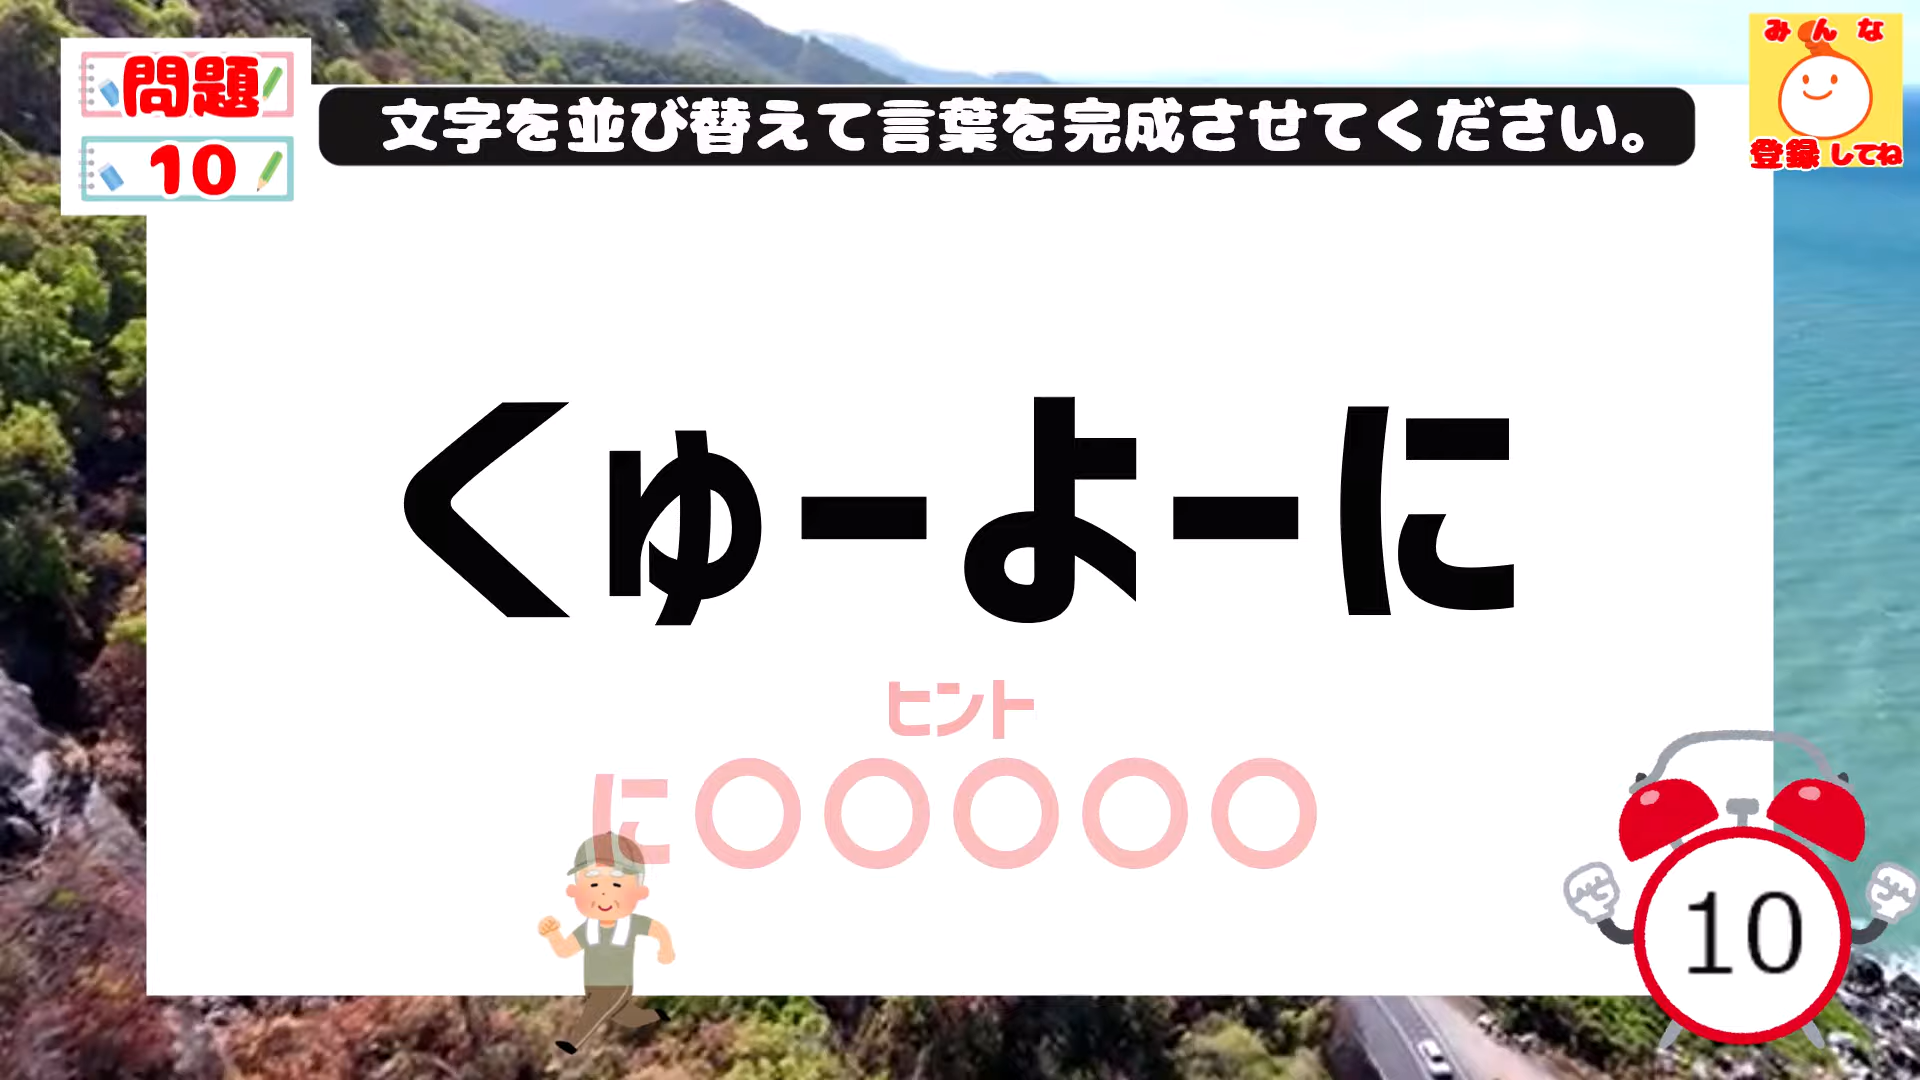 問題
10
文字を並び替えて言葉を完成させてください。
みんな
登録してね
くゅーよーに
ヒント
に〇〇〇〇〇
10